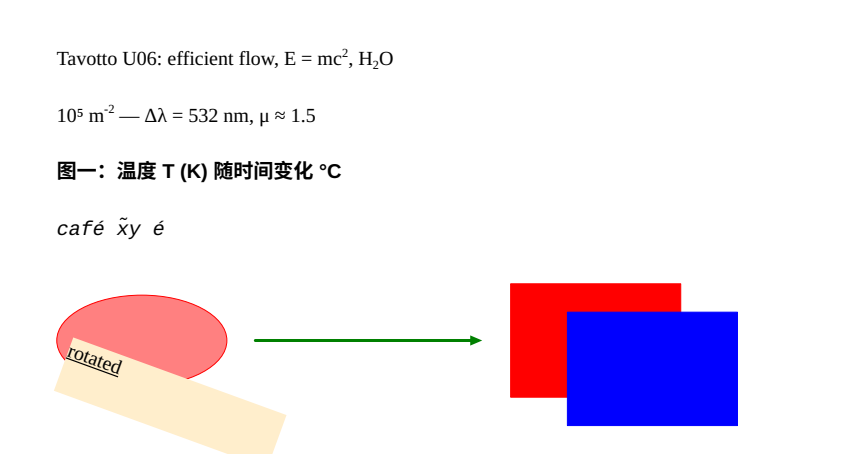 Tavotto U06: efficient flow, E = mc², H₂O
10⁵ m⁻² — Δλ = 532 nm, μ ≈ 1.5
图一：温度 T (K) 随时间变化 °C
café x̃y é
rotated